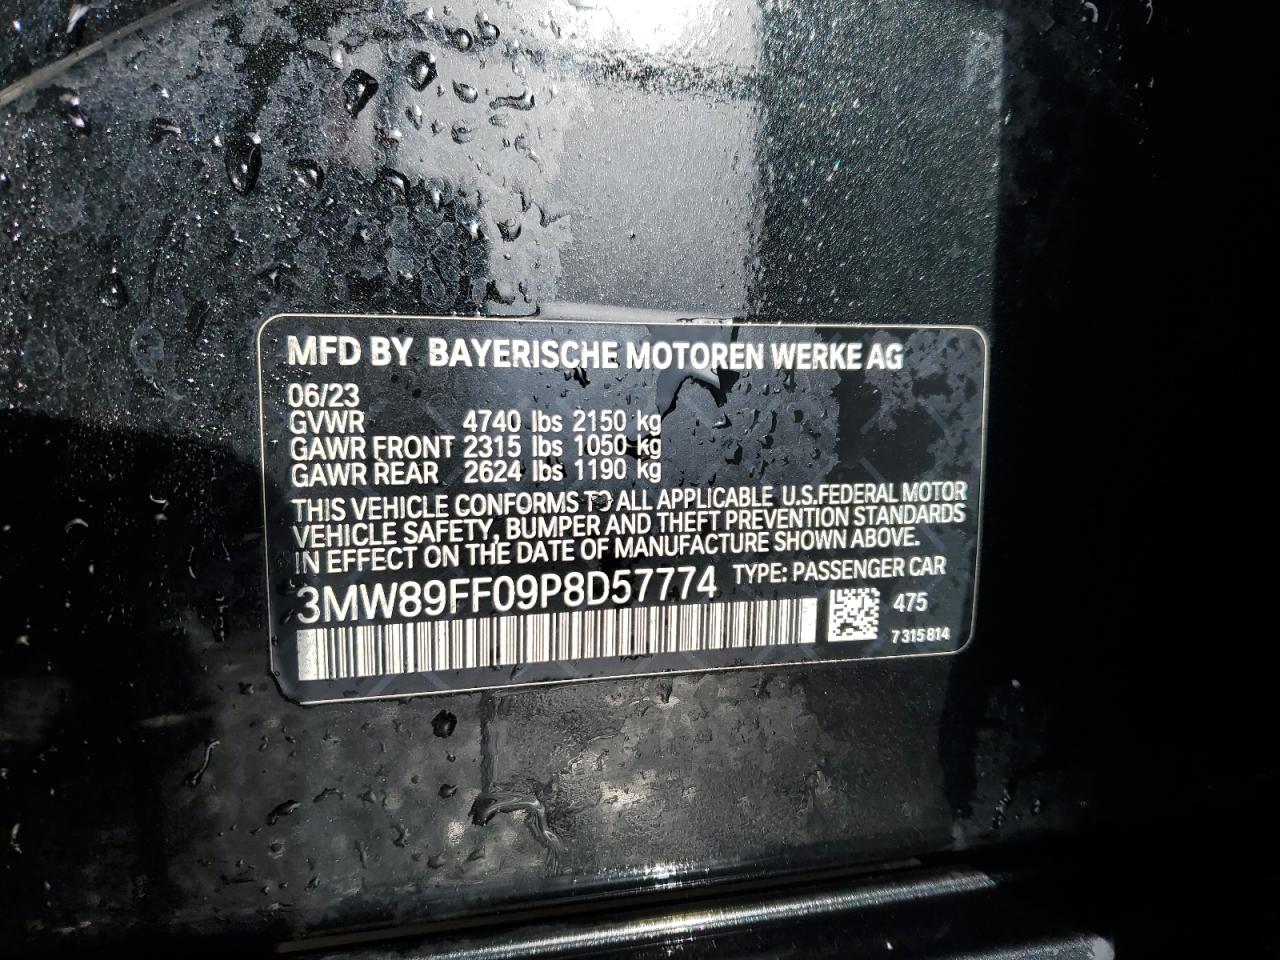 MFD BY BAYERISCHE MOTOREN WERKE AG
06/23
GVWR 4740 lbs 2150 kg
GAWR FRONT 2315 lbs 1050 kg
GAWR REAR 2624 lbs 1190 kg
THIS VEHICLE CONFORMS TO ALL APPLICABLE U.S.FEDERAL MOTOR
VEHICLE SAFETY, BUMPER AND THEFT PREVENTION STANDARDS
IN EFFECT ON THE DATE OF MANUFACTURE SHOWN ABOVE.
3MW89FF09P8D57774 TYPE: PASSENGER CAR
475
7315814